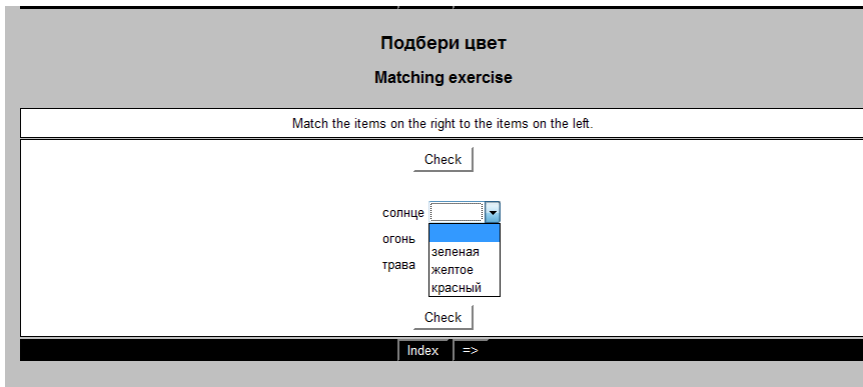 Подбери цвет
Matching exercise
Match the items on the right to the items on the left.
Check
солнце
огонь
зеленая
трава
желтое
красный
Check
Index =>